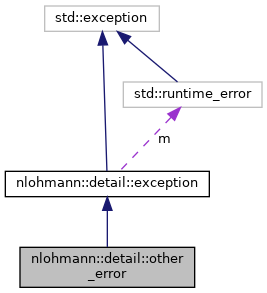 std::exception
std::runtime_error
m
nlohmann::detail::exception
nlohmann::detail::other
_error